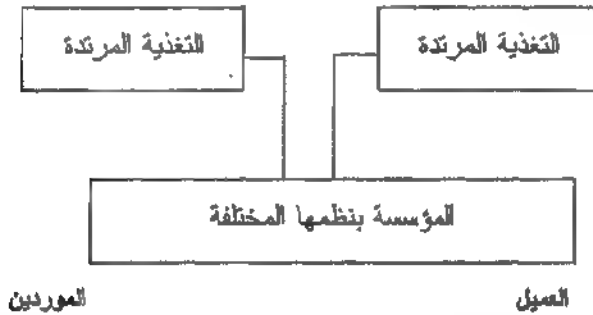 التغذية المرتدة
التغذية المرتدة
المؤسسة بنظمها المختلفة
العميل
الموردين